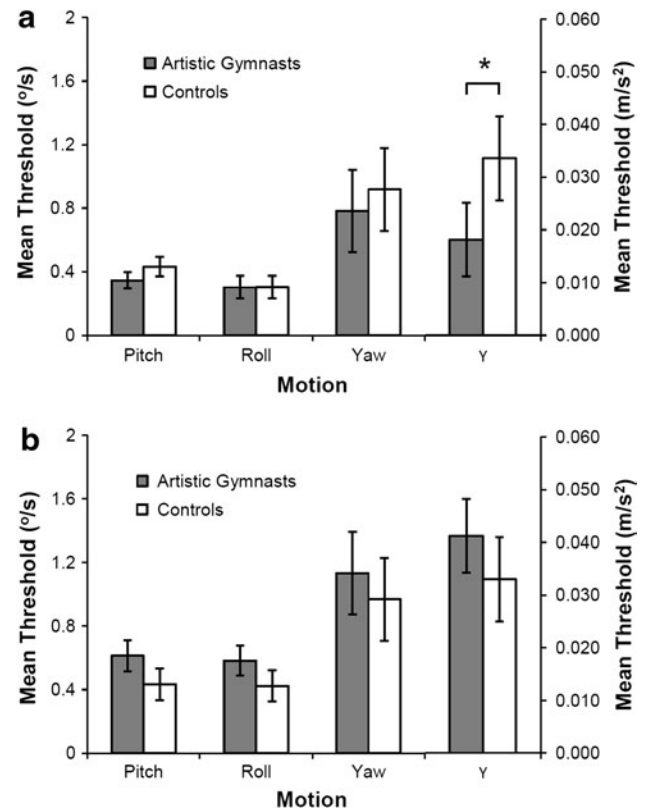 a
Mean Threshold (º/s)
2
1.6
1.2
0.8
0.4
0
Artistic Gymnasts
Controls
*
0.060
0.050
0.040
0.030
0.020
0.010
0.000
Mean Threshold (m/s²)
Pitch Roll Yaw Y
Motion
b
Mean Threshold (º/s)
2
1.6
1.2
0.8
0.4
0
Artistic Gymnasts
Controls
0.060
0.050
0.040
0.030
0.020
0.010
0.000
Mean Threshold (m/s²)
Pitch Roll Yaw Y
Motion